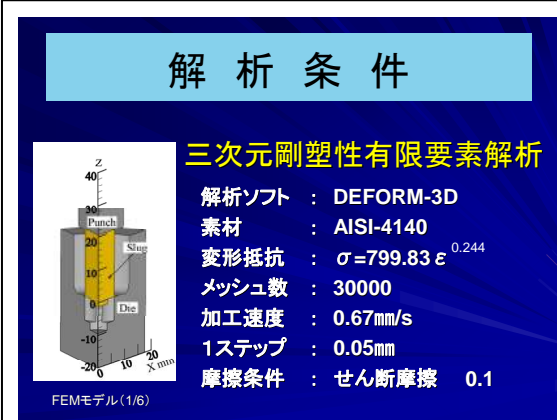 解 析 条 件
三次元剛塑性有限要素解析
解析ソフト : DEFORM-3D
素材 : AISI-4140
変形抵抗 : σ=799.83ε^0.244
メッシュ数 : 30000
加工速度 : 0.67㎜/s
1ステップ : 0.05㎜
摩擦条件 : せん断摩擦 0.1
Z
40
30
Punch
20
Slug
10
0
Die
-10
-20
0 10 20
X mm
FEMモデル(1/6)